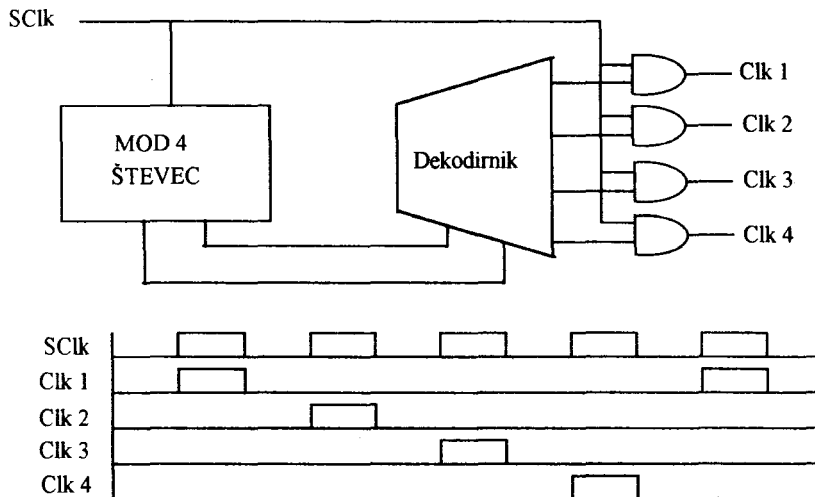 SClk
MOD 4
ŠTEVEC
Dekodirnik
Clk 1
Clk 2
Clk 3
Clk 4
SClk
Clk 1
Clk 2
Clk 3
Clk 4